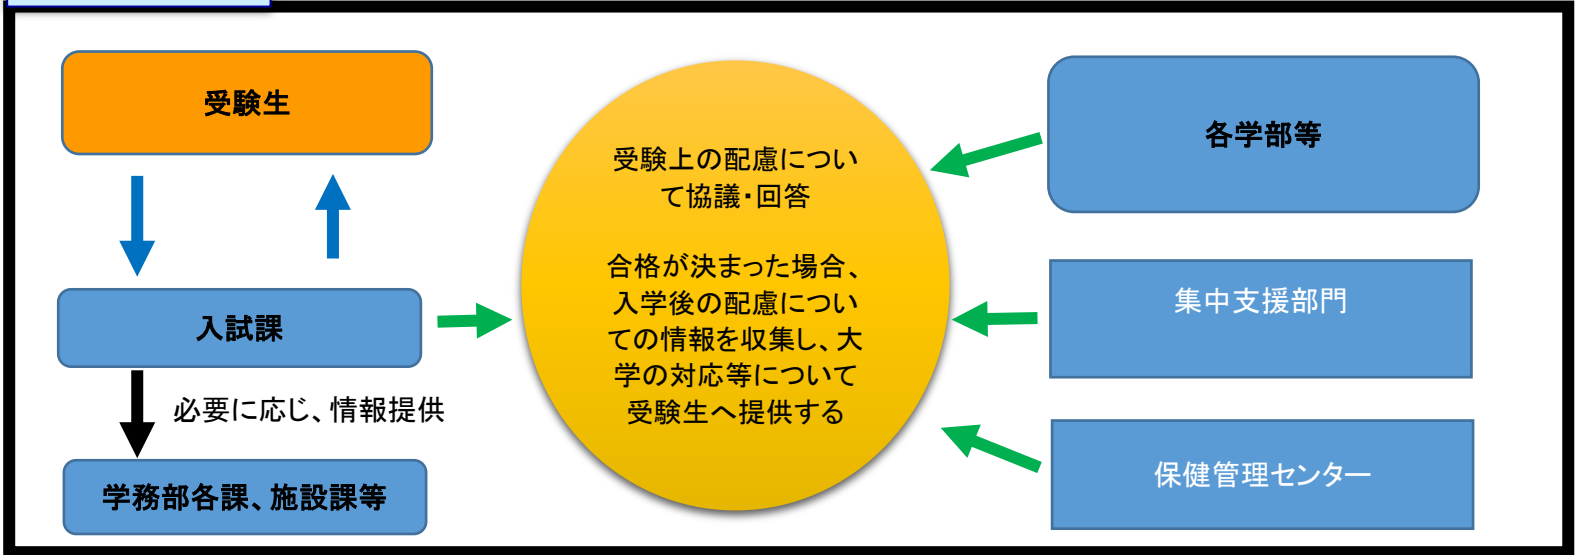 受験生
入試課
必要に応じ、情報提供
学務部各課、施設課等
受験上の配慮につい
て協議・回答
合格が決まった場合、
入学後の配慮につい
ての情報を収集し、大
学の対応等について
受験生へ提供する
各学部等
集中支援部門
保健管理センター